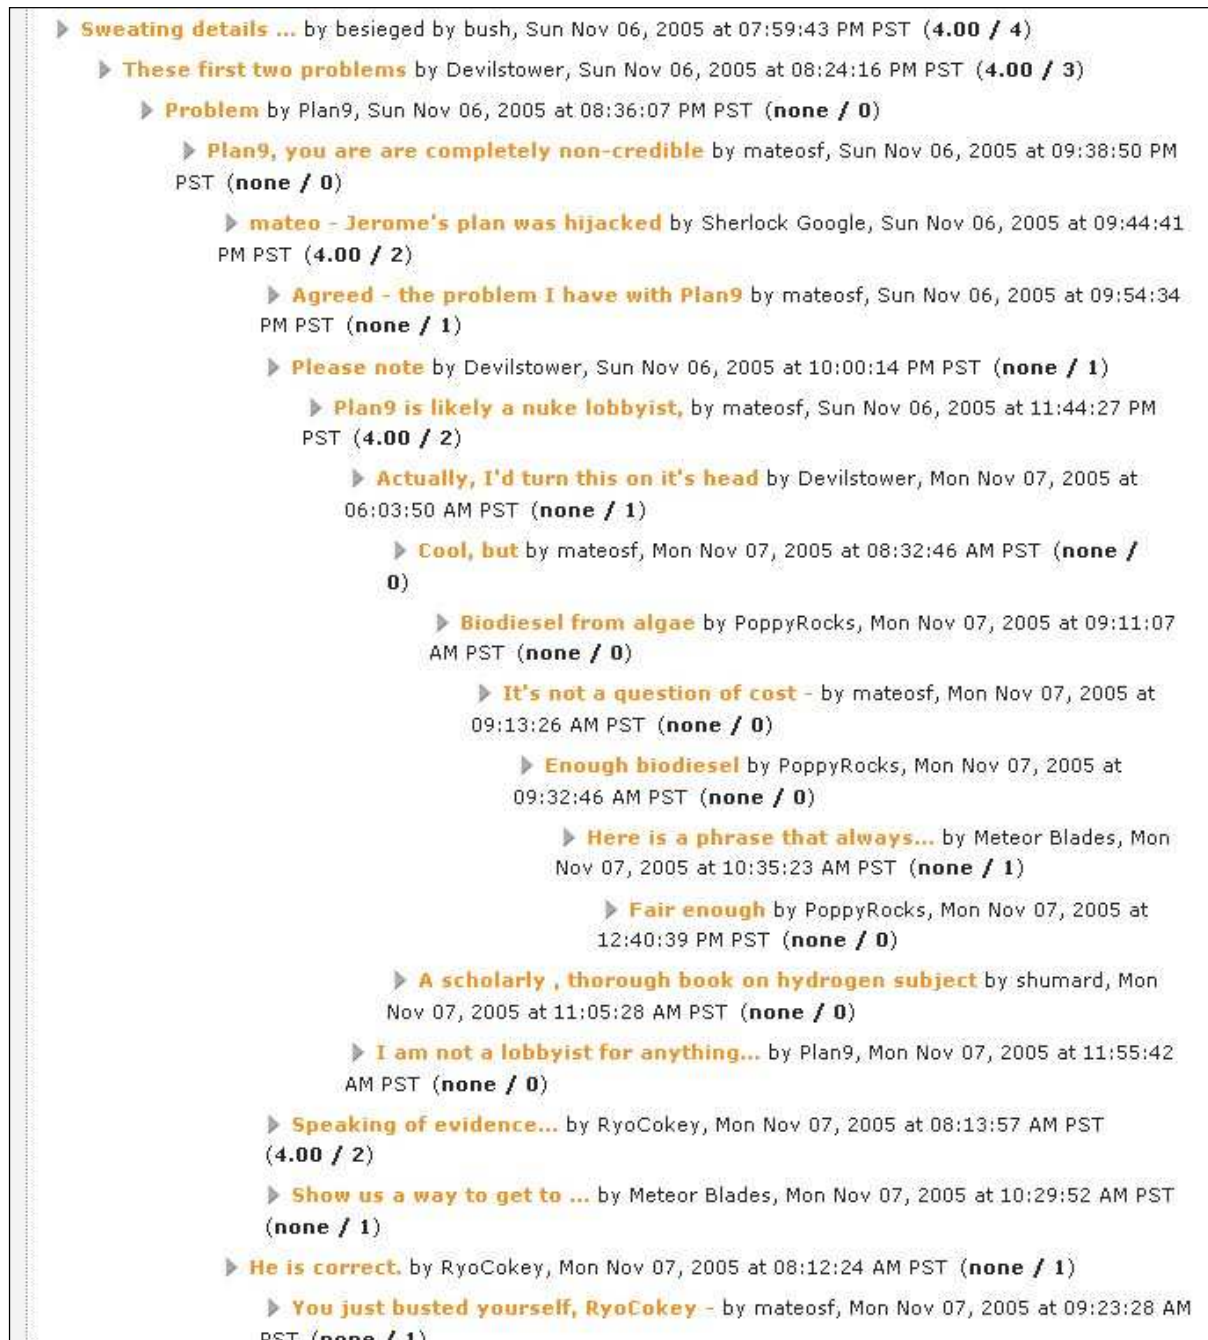 Sweating details ... by besieged by bush, Sun Nov 06, 2005 at 07:59:43 PM PST (4.00 / 4)
These first two problems by Devilstower, Sun Nov 06, 2005 at 08:24:16 PM PST (4.00 / 3)
Problem by Plan9, Sun Nov 06, 2005 at 08:36:07 PM PST (none / 0)
Plan9, you are are completely non-credible by mateosf, Sun Nov 06, 2005 at 09:38:50 PM
PST (none / 0)
mateo - Jerome's plan was hijacked by Sherlock Google, Sun Nov 06, 2005 at 09:44:41
PM PST (4.00 / 2)
Agreed - the problem I have with Plan9 by mateosf, Sun Nov 06, 2005 at 09:54:34
PM PST (none / 1)
Please note by Devilstower, Sun Nov 06, 2005 at 10:00:14 PM PST (none / 1)
Plan9 is likely a nuke lobbyist, by mateosf, Sun Nov 06, 2005 at 11:44:27 PM
PST (4.00 / 2)
Actually, I'd turn this on it's head by Devilstower, Mon Nov 07, 2005 at
06:03:50 AM PST (none / 1)
Cool, but by mateosf, Mon Nov 07, 2005 at 08:32:46 AM PST (none /
0)
Biodiesel from algae by PoppyRocks, Mon Nov 07, 2005 at 09:11:07
AM PST (none / 0)
It's not a question of cost - by mateosf, Mon Nov 07, 2005 at
09:13:26 AM PST (none / 0)
Enough biodiesel by PoppyRocks, Mon Nov 07, 2005 at
09:32:46 AM PST (none / 0)
Here is a phrase that always... by Meteor Blades, Mon
Nov 07, 2005 at 10:35:23 AM PST (none / 1)
Fair enough by PoppyRocks, Mon Nov 07, 2005 at
12:40:39 PM PST (none / 0)
A scholarly , thorough book on hydrogen subject by shumard, Mon
Nov 07, 2005 at 11:05:28 AM PST (none / 0)
I am not a lobbyist for anything... by Plan9, Mon Nov 07, 2005 at 11:55:42
AM PST (none / 0)
Speaking of evidence... by RyoCokey, Mon Nov 07, 2005 at 08:13:57 AM PST
(4.00 / 2)
Show us a way to get to ... by Meteor Blades, Mon Nov 07, 2005 at 10:29:52 AM PST
(none / 1)
He is correct. by RyoCokey, Mon Nov 07, 2005 at 08:12:24 AM PST (none / 1)
You just busted yourself, RyoCokey - by mateosf, Mon Nov 07, 2005 at 09:23:28 AM
PST (none / 1)